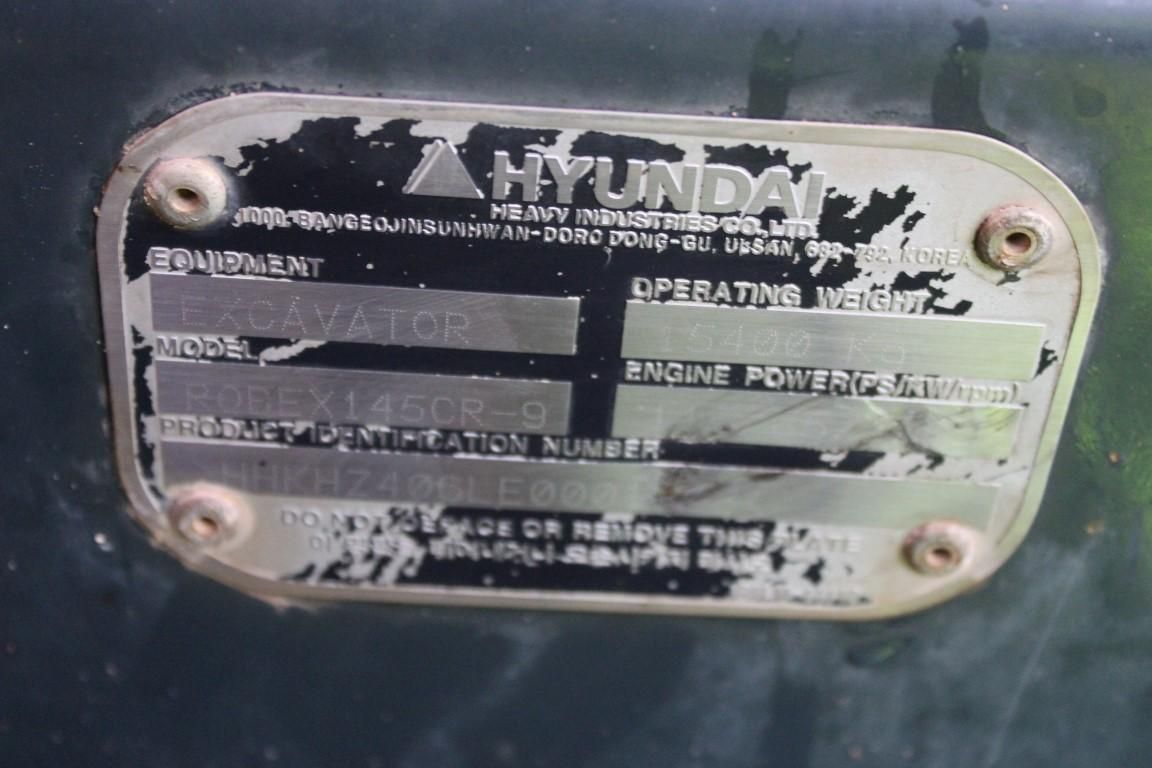 HYUNDAI
HEAVY INDUSTRIES CO., LTD.
1000, BANGEOJINSUNHWAN-DORO DONG-GU, ULSAN, 682-792, KOREA
EQUIPMENT
EXCAVATOR
OPERATING WEIGHT
15400 KG
MODEL
ROBEX145CR-9
ENGINE POWER(PS/KW/rpm)
PRODUCT IDENTIFICATION NUMBER
DO NOT DEFACE OR REMOVE THIS PLATE